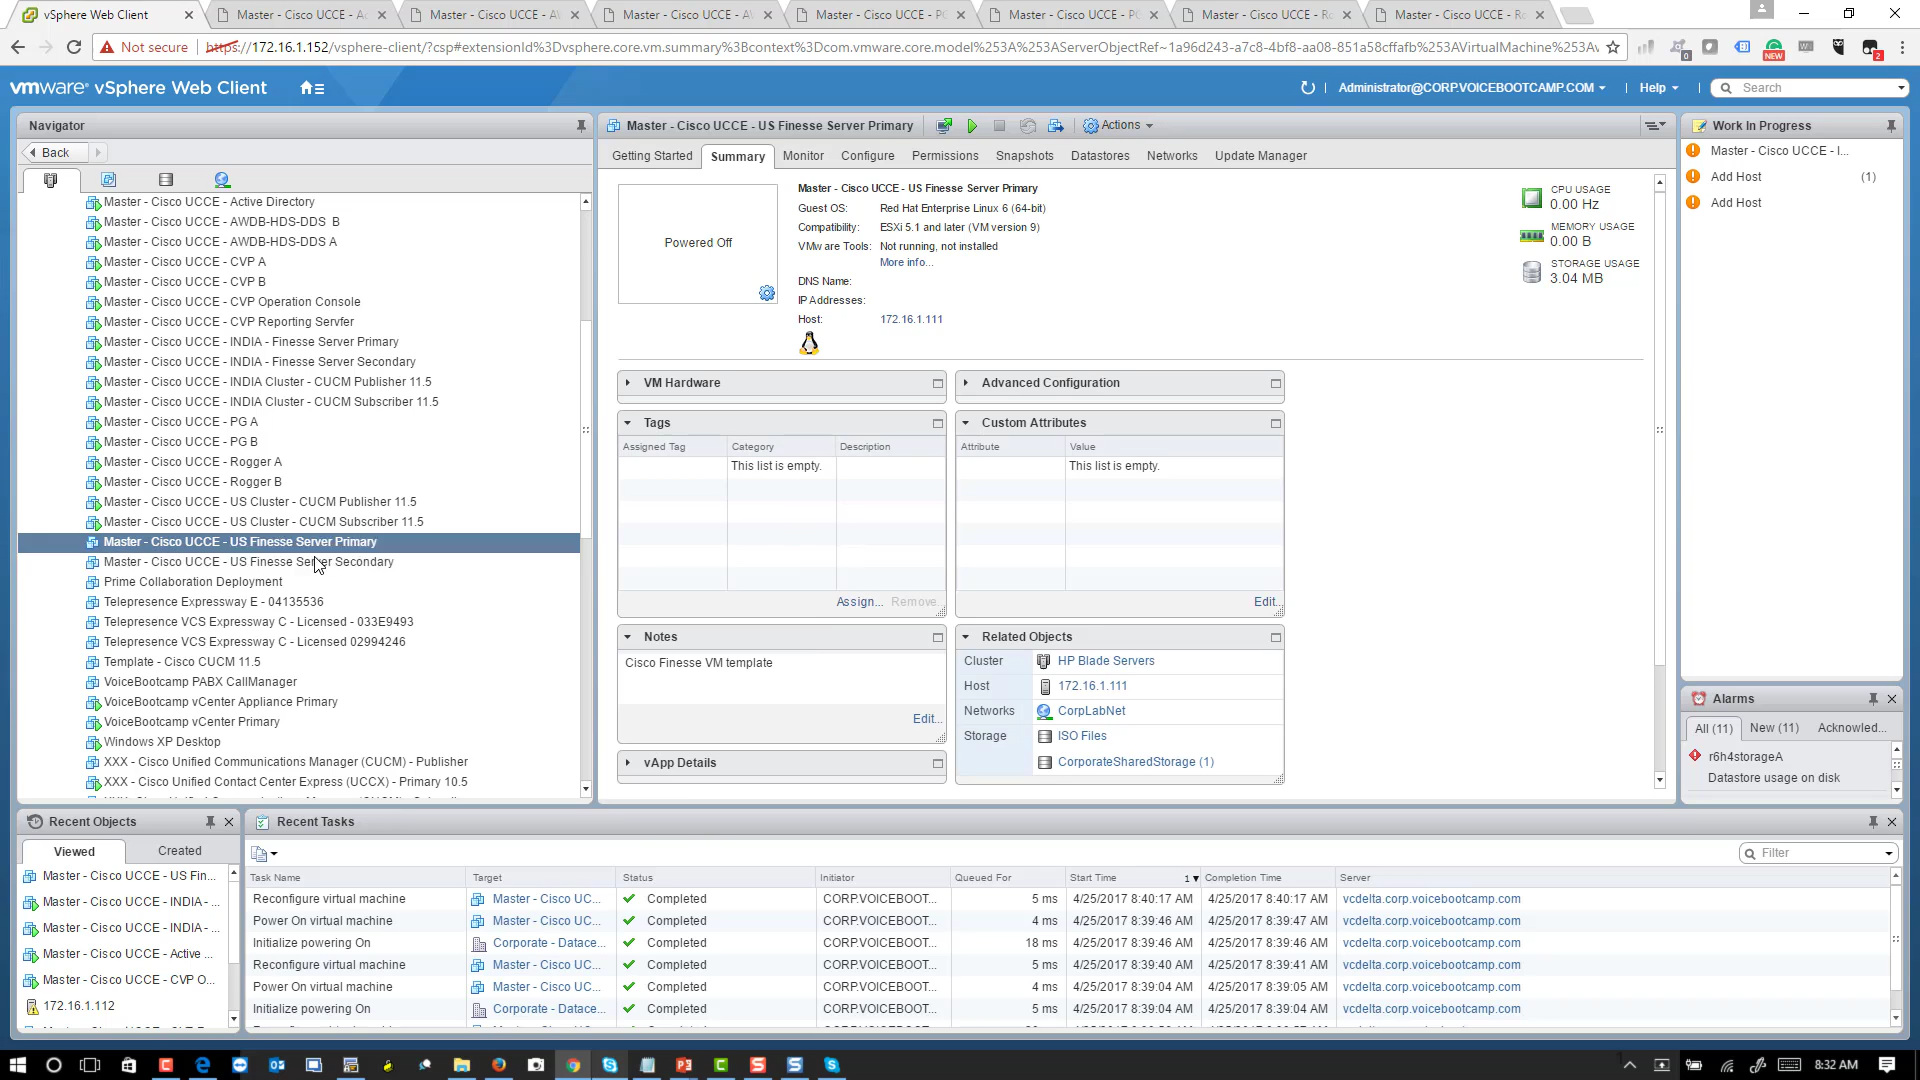 vSphere Web Client
Master - Cisco UCCE - Ac
Master - Cisco UCCE - AV
Master - Cisco UCCE - AV
Master - Cisco UCCE - PG
Master - Cisco UCCE - PG
Master - Cisco UCCE - Ro
Master - Cisco UCCE - Ro
Not secure
https://172.16.1.152/vsphere-client/?csp#extensionId%3Dvsphere.core.vm.summary%3Bcontext%3Dcom.vmware.core.model%253A%253AServerObjectRef~1a96d243-a7c8-4bf8-aa08-851a58cffafb%253AVirtualMachine%253Av
0
NEW
2
vmware® vSphere Web Client
Administrator@CORP.VOICEBOOTCAMP.COM
Help
Search
Navigator
Back
Master - Cisco UCCE - Active Directory
Master - Cisco UCCE - AWDB-HDS-DDS B
Master - Cisco UCCE - AWDB-HDS-DDS A
Master - Cisco UCCE - CVP A
Master - Cisco UCCE - CVP B
Master - Cisco UCCE - CVP Operation Console
Master - Cisco UCCE - CVP Reporting Servfer
Master - Cisco UCCE - INDIA - Finesse Server Primary
Master - Cisco UCCE - INDIA - Finesse Server Secondary
Master - Cisco UCCE - INDIA Cluster - CUCM Publisher 11.5
Master - Cisco UCCE - INDIA Cluster - CUCM Subscriber 11.5
Master - Cisco UCCE - PG A
Master - Cisco UCCE - PG B
Master - Cisco UCCE - Rogger A
Master - Cisco UCCE - Rogger B
Master - Cisco UCCE - US Cluster - CUCM Publisher 11.5
Master - Cisco UCCE - US Cluster - CUCM Subscriber 11.5
Master - Cisco UCCE - US Finesse Server Primary
Master - Cisco UCCE - US Finesse Server Secondary
Prime Collaboration Deployment
Telepresence Expressway E - 04135536
Telepresence VCS Expressway C - Licensed - 033E9493
Telepresence VCS Expressway C - Licensed 02994246
Template - Cisco CUCM 11.5
VoiceBootcamp PABX CallManager
VoiceBootcamp vCenter Appliance Primary
VoiceBootcamp vCenter Primary
Windows XP Desktop
XXX - Cisco Unified Communications Manager (CUCM) - Publisher
XXX - Cisco Unified Contact Center Express (UCCX) - Primary 10.5
Master - Cisco UCCE - US Finesse Server Primary
Actions
Getting Started
Summary
Monitor
Configure
Permissions
Snapshots
Datastores
Networks
Update Manager
Powered Off
Master - Cisco UCCE - US Finesse Server Primary
Guest OS: Red Hat Enterprise Linux 6 (64-bit)
Compatibility: ESXi 5.1 and later (VM version 9)
VMware Tools: Not running, not installed
More info...
DNS Name:
IP Addresses:
Host: 172.16.1.111
CPU USAGE
0.00 Hz
MEMORY USAGE
0.00 B
STORAGE USAGE
3.04 MB
VM Hardware
Advanced Configuration
Tags
Assigned Tag Category Description
This list is empty.
Assign... Remove
Custom Attributes
Attribute Value
This list is empty.
Edit
Notes
Cisco Finesse VM template
Edit...
Related Objects
Cluster HP Blade Servers
Host 172.16.1.111
Networks CorpLabNet
Storage ISO Files
CorporateSharedStorage (1)
vApp Details
Work In Progress
Master - Cisco UCCE - I...
Add Host (1)
Add Host
Alarms
All (11) New (11) Acknowled...
r6h4storageA
Datastore usage on disk
Recent Objects
Viewed Created
Master - Cisco UCCE - US Fin...
Master - Cisco UCCE - INDIA - ...
Master - Cisco UCCE - INDIA - ...
Master - Cisco UCCE - Active ...
Master - Cisco UCCE - CVP O...
172.16.1.112
Recent Tasks
Filter
Task Name Target Status Initiator Queued For Start Time 1 Completion Time Server
Reconfigure virtual machine Master - Cisco UC... Completed CORP.VOICEBOOT... 5 ms 4/25/2017 8:40:17 AM 4/25/2017 8:40:17 AM vcdelta.corp.voicebootcamp.com
Power On virtual machine Master - Cisco UC... Completed CORP.VOICEBOOT... 4 ms 4/25/2017 8:39:46 AM 4/25/2017 8:39:47 AM vcdelta.corp.voicebootcamp.com
Initialize powering On Corporate - Datace... Completed CORP.VOICEBOOT... 18 ms 4/25/2017 8:39:46 AM 4/25/2017 8:39:46 AM vcdelta.corp.voicebootcamp.com
Reconfigure virtual machine Master - Cisco UC... Completed CORP.VOICEBOOT... 5 ms 4/25/2017 8:39:40 AM 4/25/2017 8:39:41 AM vcdelta.corp.voicebootcamp.com
Power On virtual machine Master - Cisco UC... Completed CORP.VOICEBOOT... 4 ms 4/25/2017 8:39:04 AM 4/25/2017 8:39:05 AM vcdelta.corp.voicebootcamp.com
Initialize powering On Corporate - Datace... Completed CORP.VOICEBOOT... 5 ms 4/25/2017 8:39:04 AM 4/25/2017 8:39:04 AM vcdelta.corp.voicebootcamp.com
8:32 AM